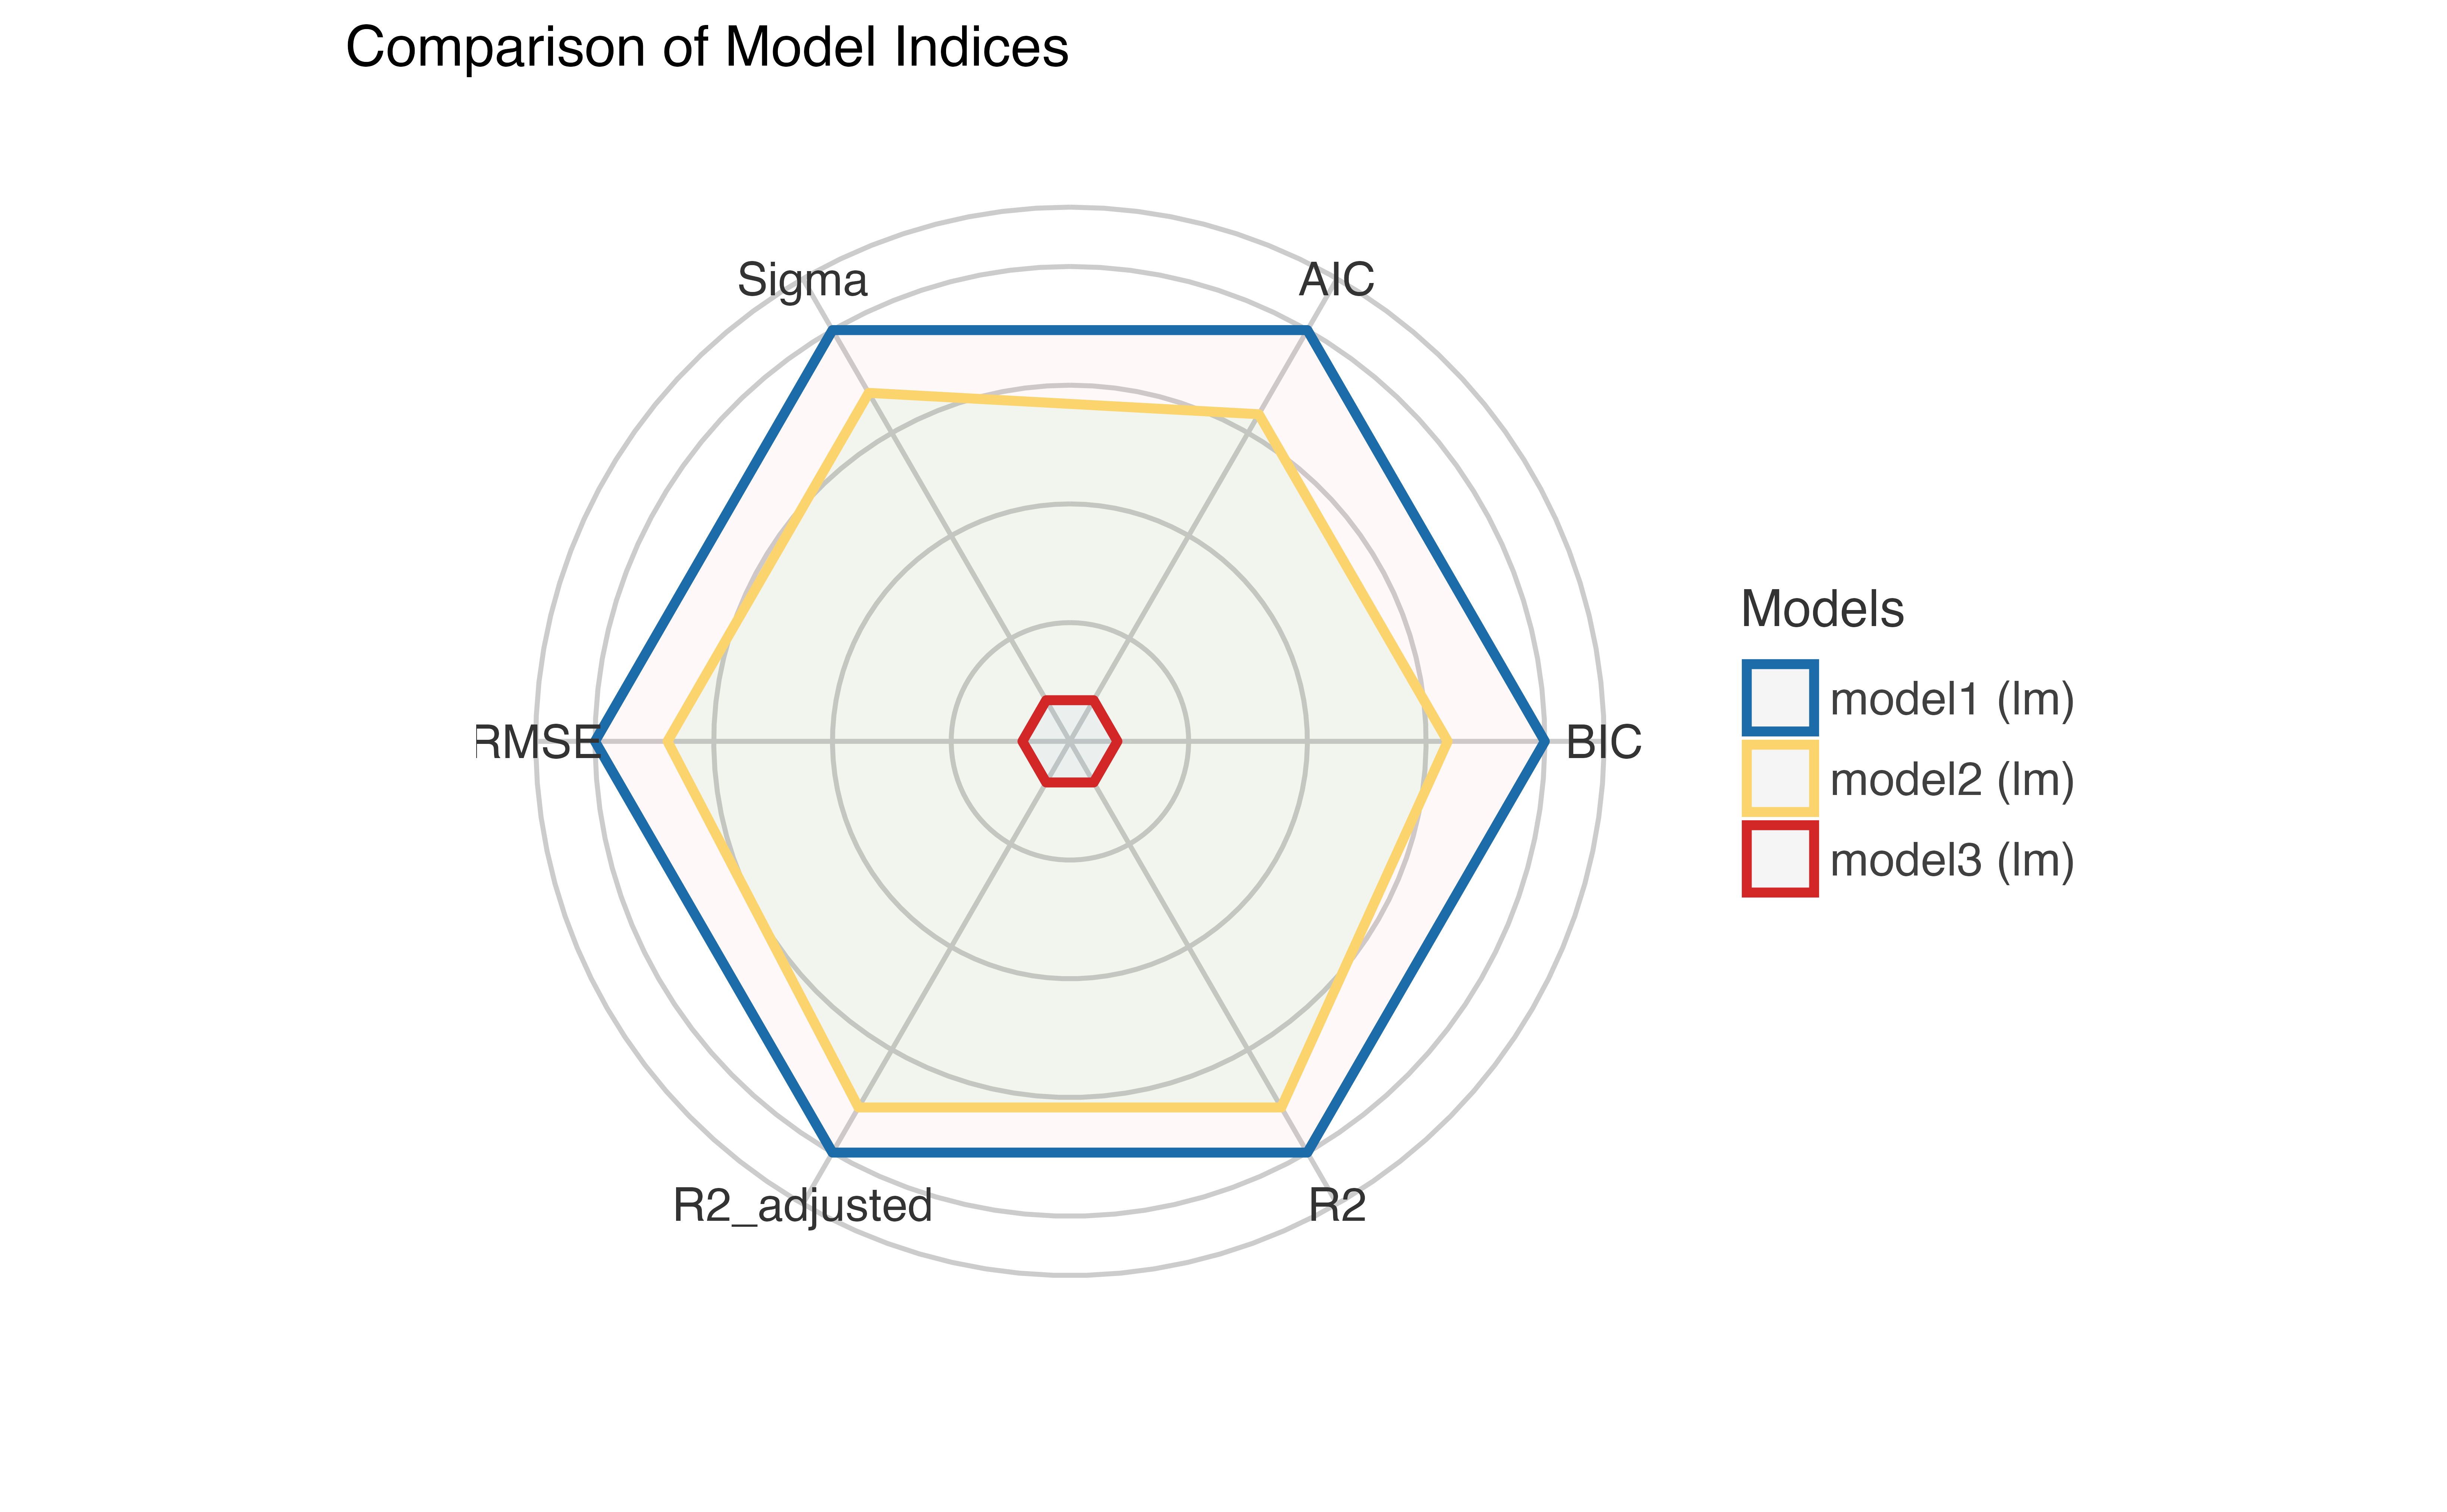 Comparison of Model Indices
Sigma
AIC
RMSE
BIC
R2_adjusted
R2
Models
model1 (lm)
model2 (lm)
model3 (lm)